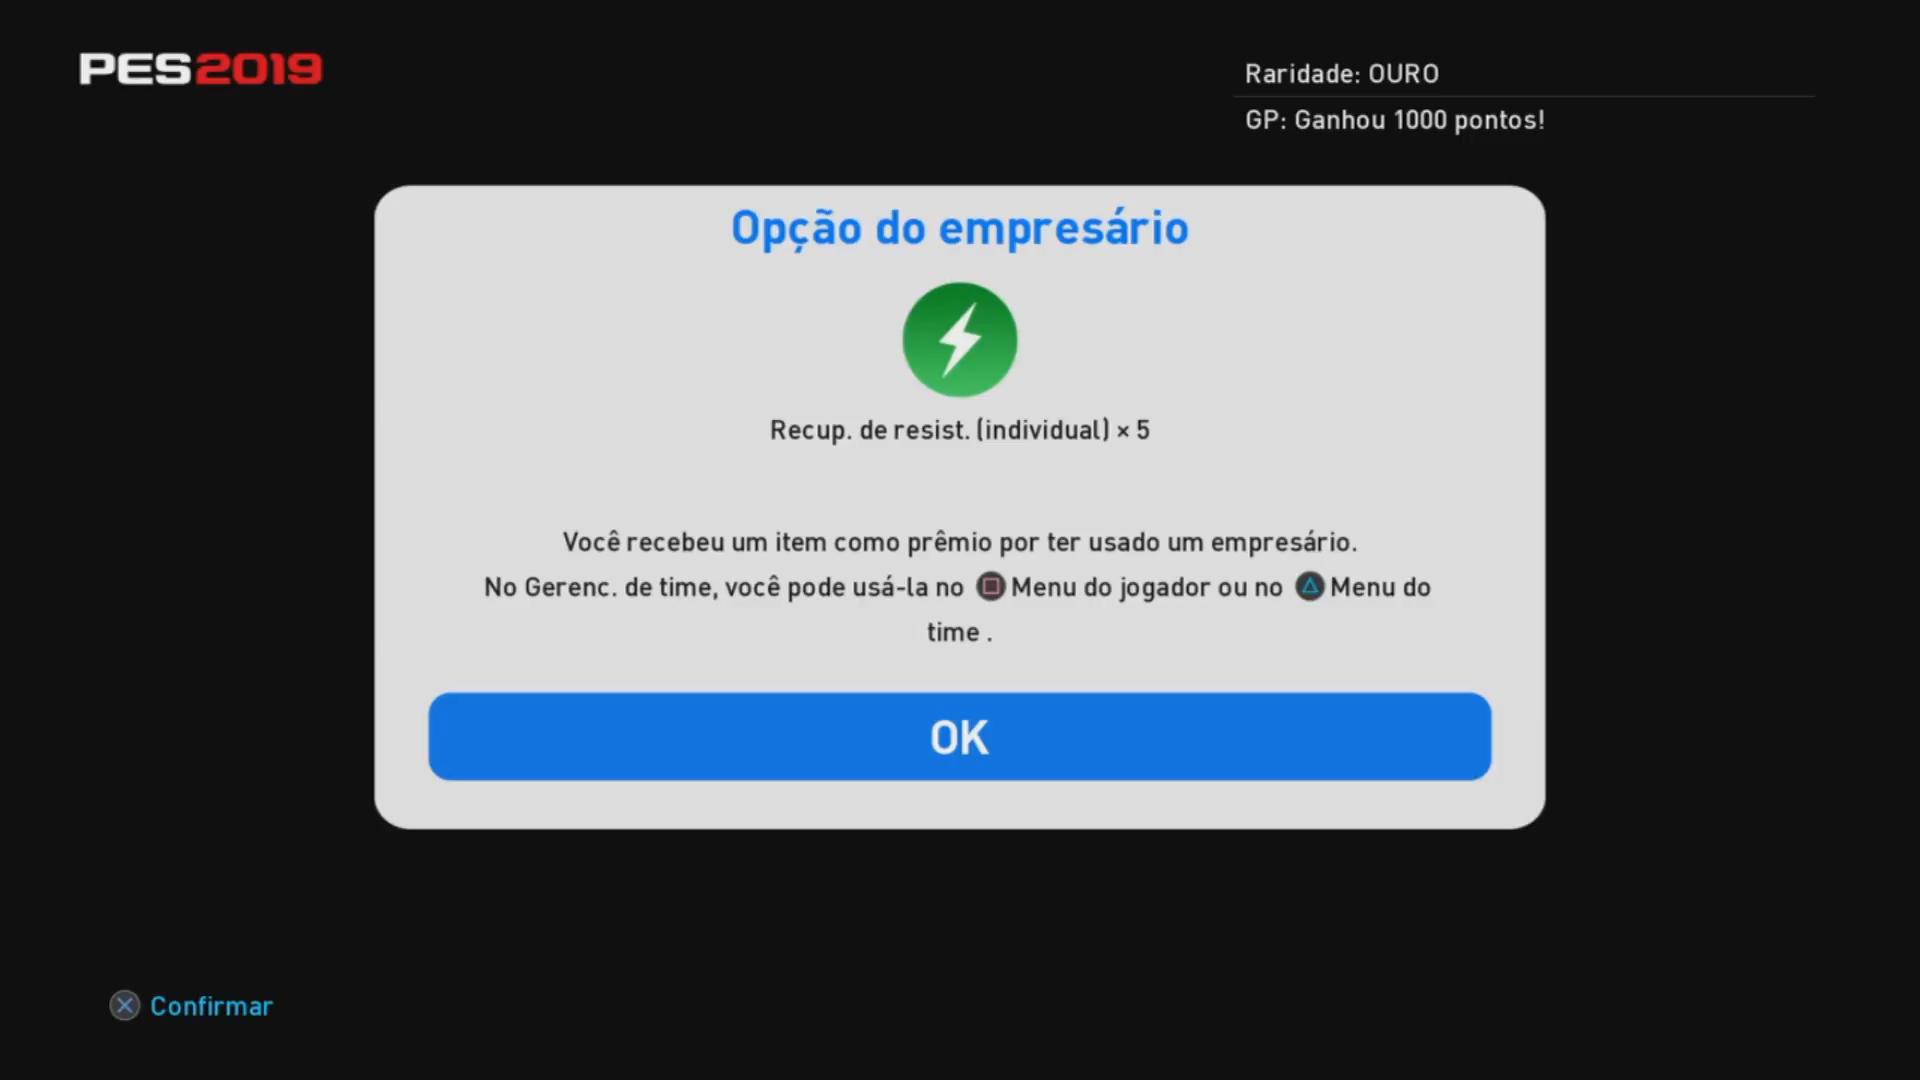 PES2019
Raridade: OURO
GP: Ganhou 1000 pontos!
Opção do empresário
Recup. de resist. (individual) × 5
Você recebeu um item como prêmio por ter usado um empresário.
No Gerenc. de time, você pode usá-la no Menu do jogador ou no Menu do
time .
OK
Confirmar